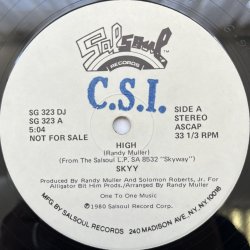 Salsoul
RECORDS
C.S.I.
SG 323 DJ
SG 323 A
5:04
NOT FOR SALE
SIDE A
STEREO
ASCAP
33 1/3 RPM
HIGH
(Randy Muller)
(From The Salsoul L.P. SA 8532 "Skyway")
SKYY
Produced By Randy Muller And Solomon Roberts, Jr. For
Alligator Bit Him Prods./Arranged By Randy Muller
One To One Music
© 1980 Salsoul Record Corp.
MFG BY SALSOUL RECORDS 240 MADISON AVE, N.Y., NY 10016